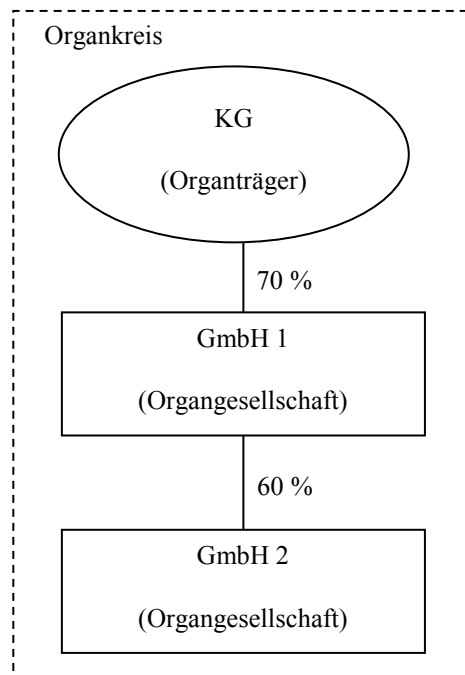 Organkreis
KG
(Organträger)
70 %
GmbH 1
(Organgesellschaft)
60 %
GmbH 2
(Organgesellschaft)